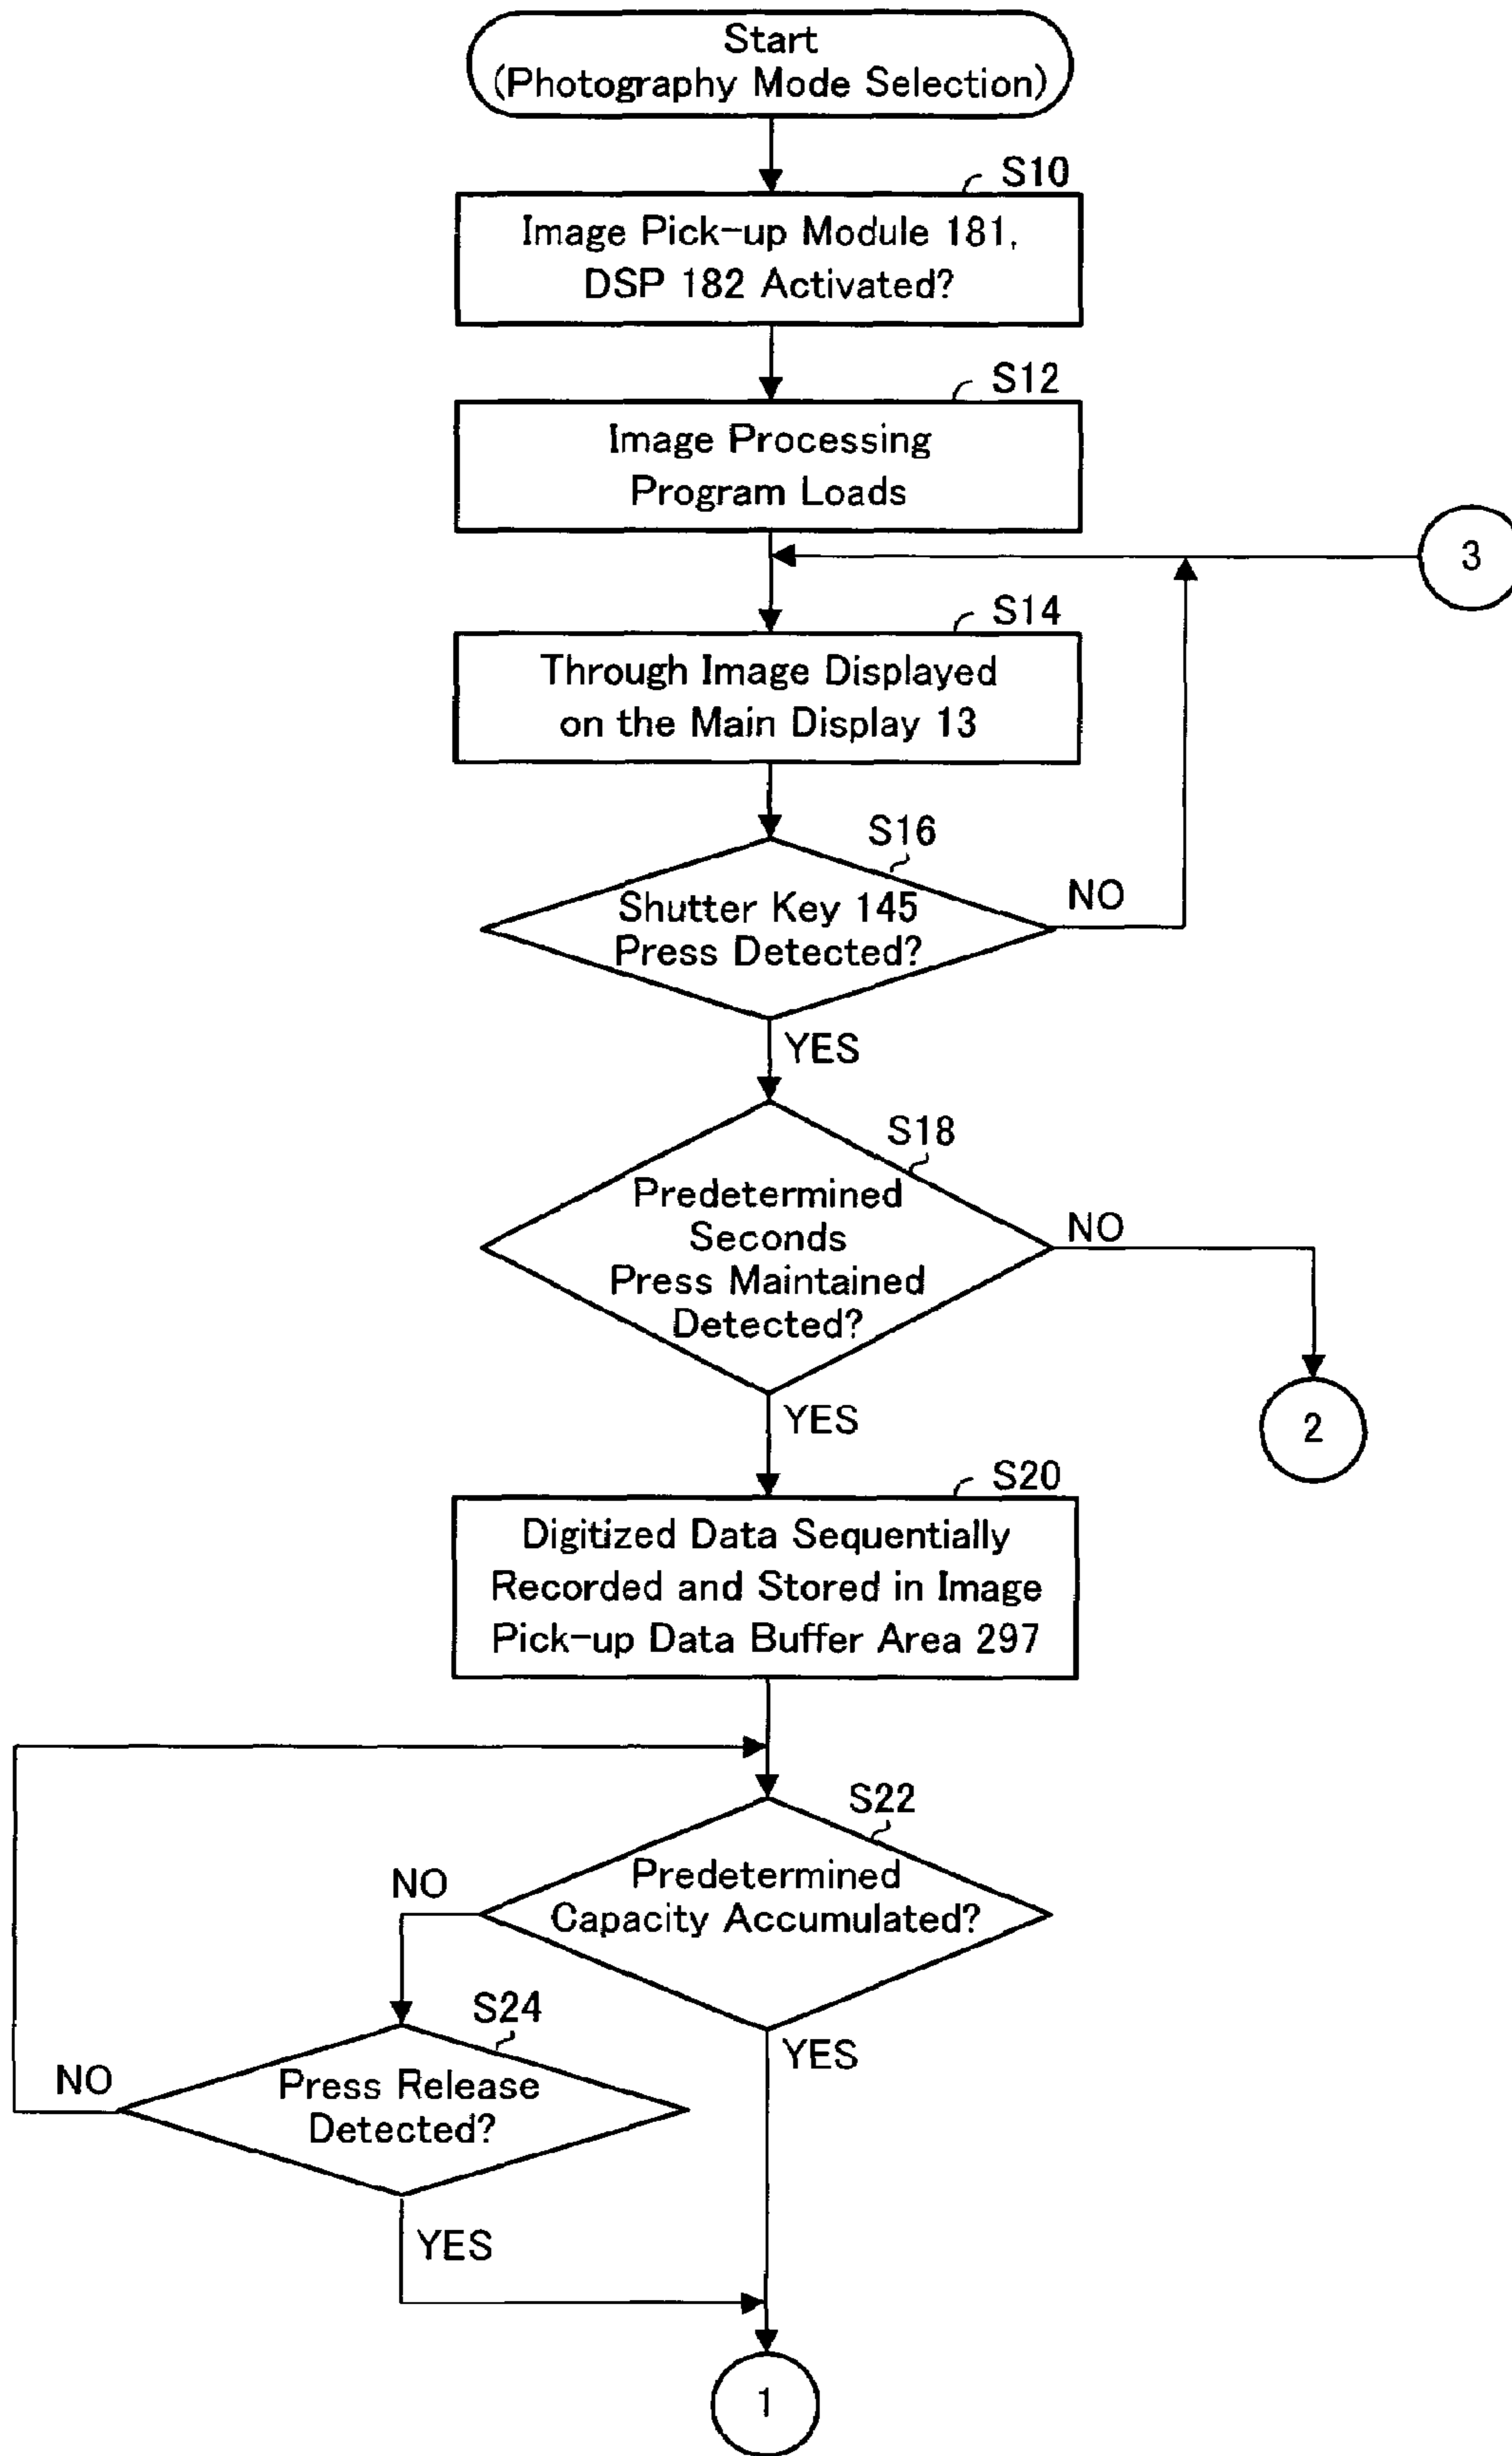 Start
(Photography Mode Selection)
S10
Image Pick-up Module 181,
DSP 182 Activated?
S12
Image Processing
Program Loads
3
S14
Through Image Displayed
on the Main Display 13
S16
Shutter Key 145
Press Detected?
NO
YES
S18
Predetermined
Seconds
Press Maintained
Detected?
NO
2
YES
S20
Digitized Data Sequentially
Recorded and Stored in Image
Pick-up Data Buffer Area 297
S22
Predetermined
Capacity Accumulated?
NO
S24
Press Release
Detected?
NO
YES
YES
1